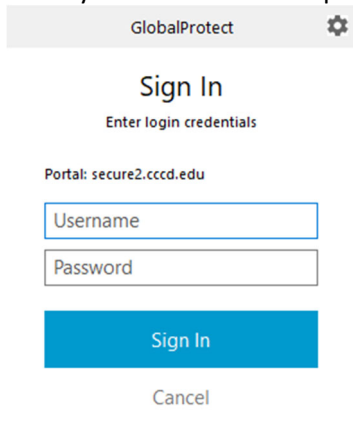 GlobalProtect
Sign In
Enter login credentials
Portal: secure2.cccd.edu
Username
Password
Sign In
Cancel